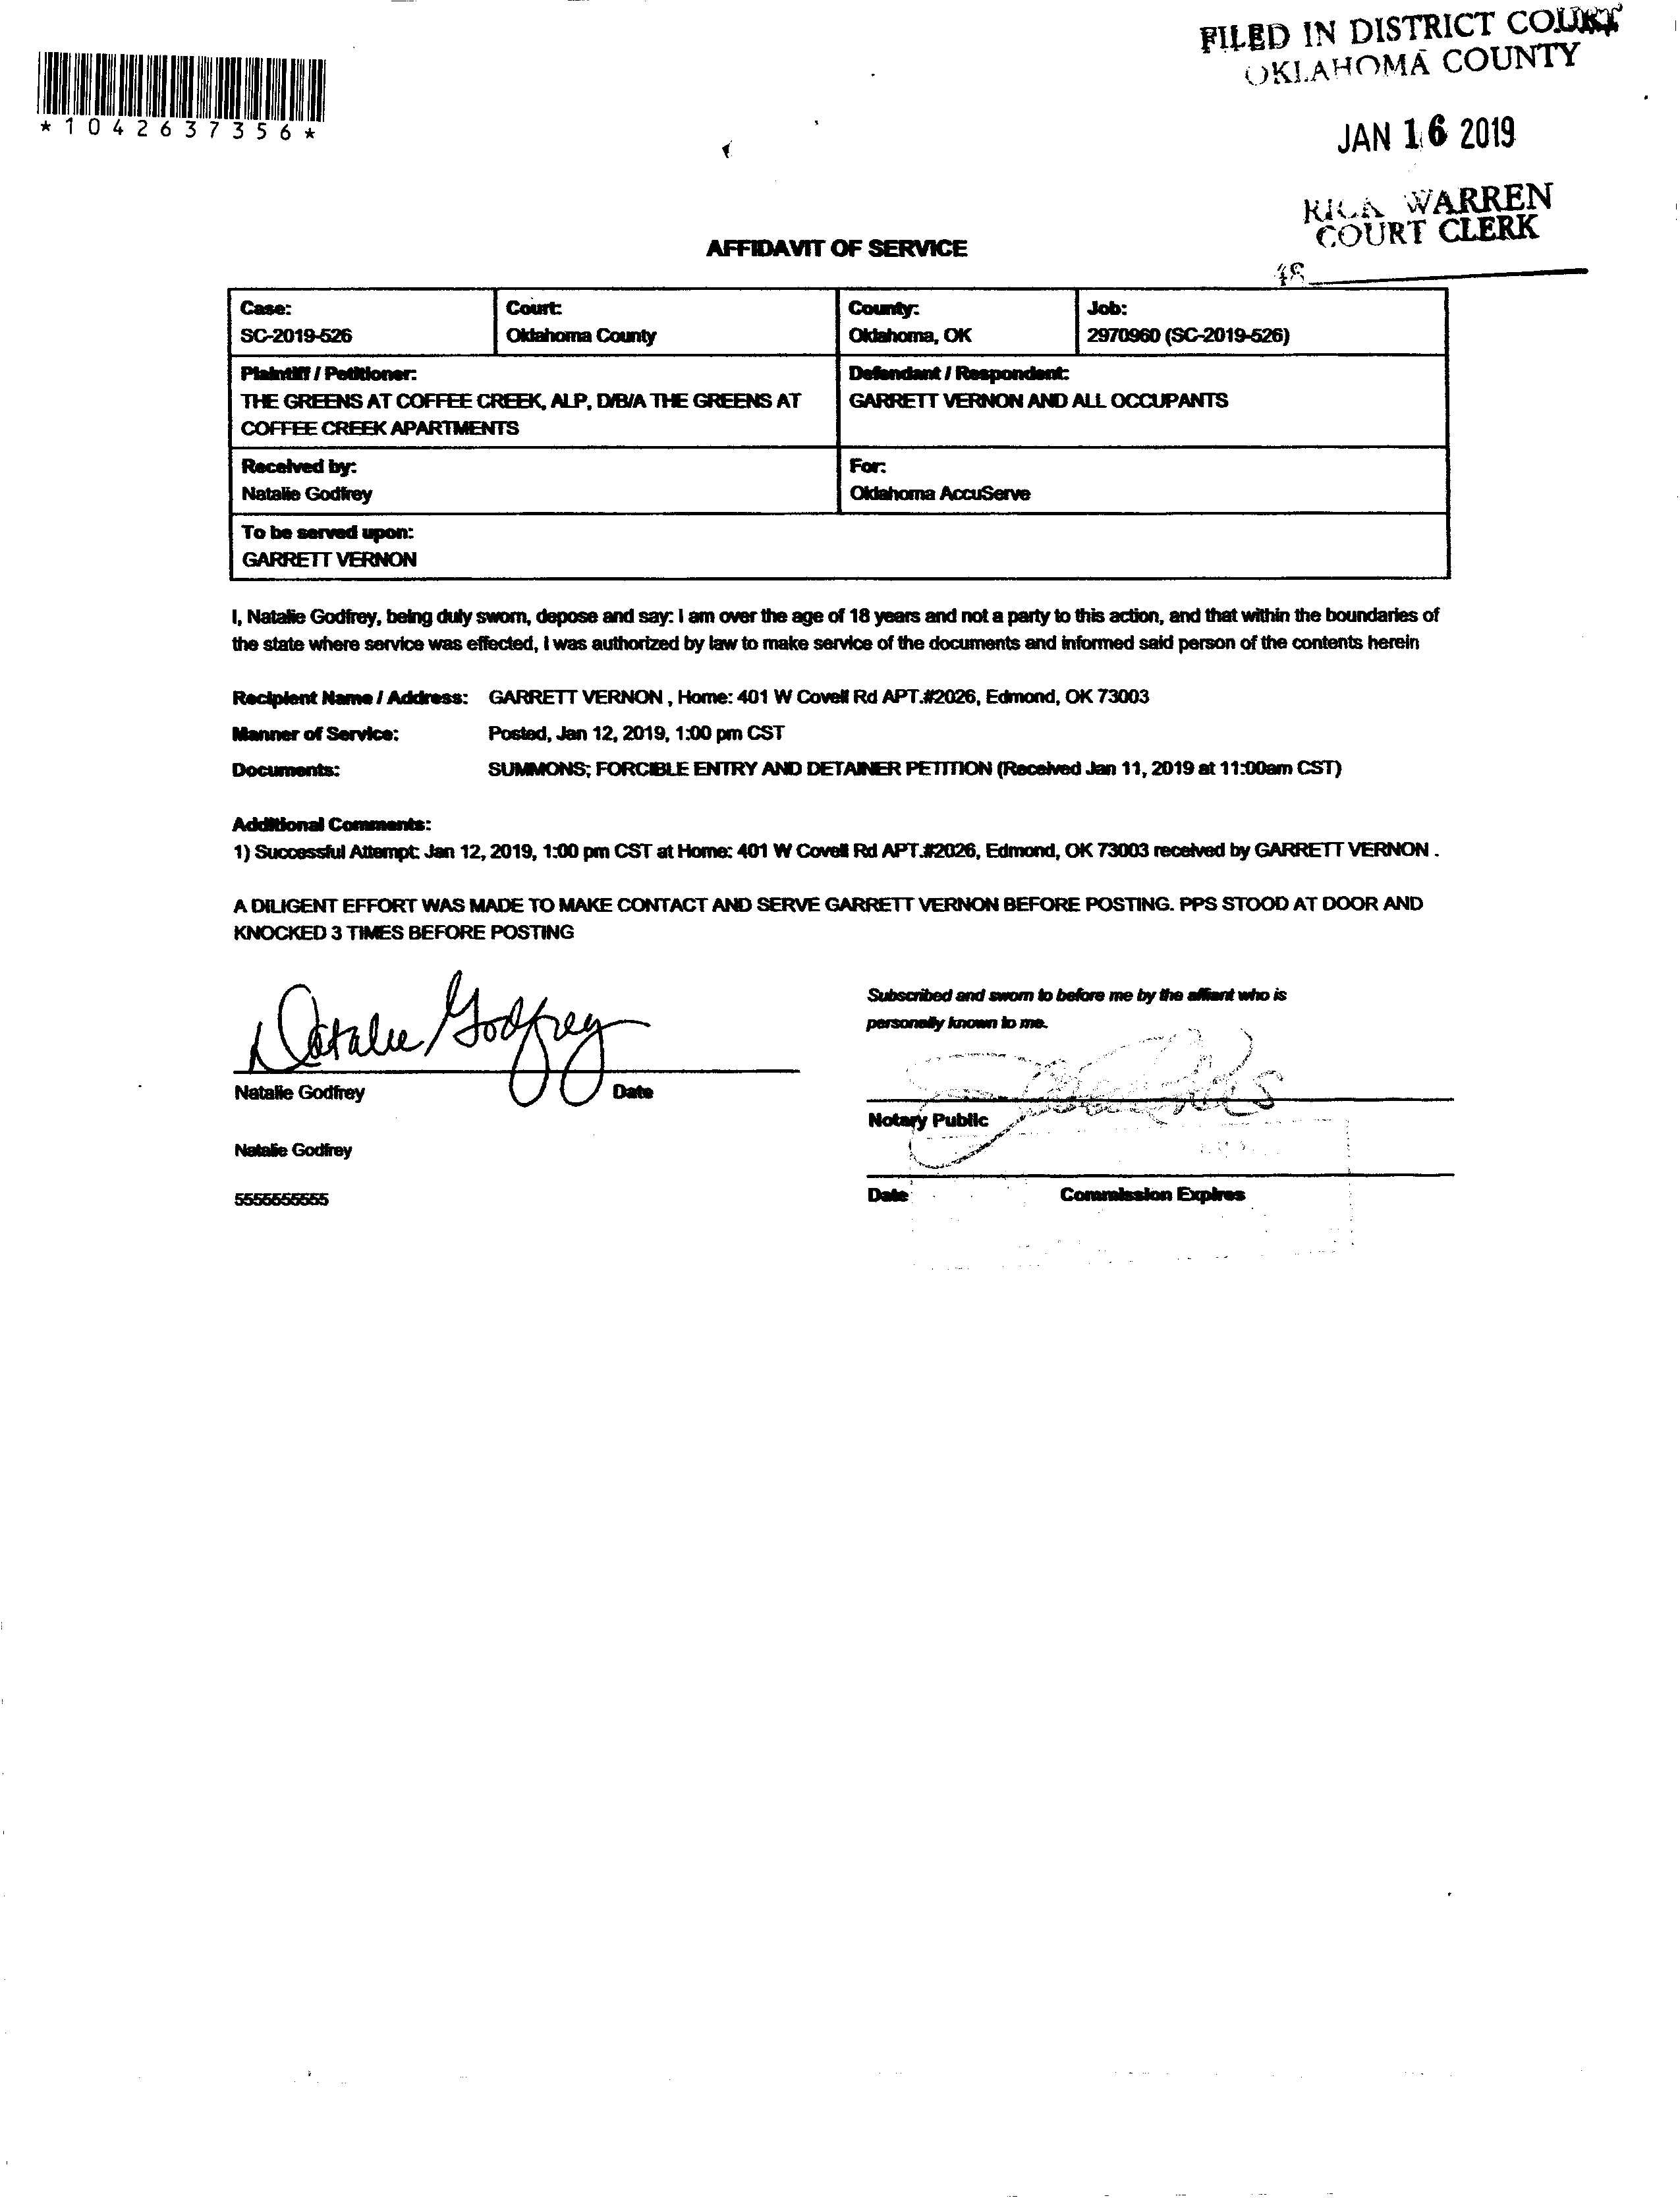 FILED IN DISTRICT COURT
OKLAHOMA COUNTY
*1042637356*
JAN 16 2019
RICK WARREN
COURT CLERK
48
AFFIDAVIT OF SERVICE
Case: Court: County: Job:
SC-2019-526 Oklahoma County Oklahoma, OK 2970960 (SC-2019-526)
Plaintiff / Petitioner: Defendant / Respondent:
THE GREENS AT COFFEE CREEK, ALP, D/B/A THE GREENS AT GARRETT VERNON AND ALL OCCUPANTS
COFFEE CREEK APARTMENTS
Received by: For:
Natalie Godfrey Oklahoma AccuServe
To be served upon:
GARRETT VERNON
I, Natalie Godfrey, being duly sworn, depose and say: I am over the age of 18 years and not a party to this action, and that within the boundaries of
the state where service was effected, I was authorized by law to make service of the documents and informed said person of the contents herein
Recipient Name / Address: GARRETT VERNON , Home: 401 W Covell Rd APT.#2026, Edmond, OK 73003
Manner of Service: Posted, Jan 12, 2019, 1:00 pm CST
Documents: SUMMONS; FORCIBLE ENTRY AND DETAINER PETITION (Received Jan 11, 2019 at 11:00am CST)
Additional Comments:
1) Successful Attempt: Jan 12, 2019, 1:00 pm CST at Home: 401 W Covell Rd APT.#2026, Edmond, OK 73003 received by GARRETT VERNON .
A DILIGENT EFFORT WAS MADE TO MAKE CONTACT AND SERVE GARRETT VERNON BEFORE POSTING. PPS STOOD AT DOOR AND
KNOCKED 3 TIMES BEFORE POSTING
Subscribed and sworn to before me by the affiant who is
personally known to me.
Natalie Godfrey
Natalie Godfrey Date
Notary Public
Natalie Godfrey
Date Commission Expires
5555555555